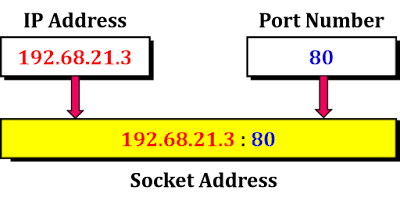 IP Address
Port Number
192.68.21.3
80
192.68.21.3 : 80
Socket Address